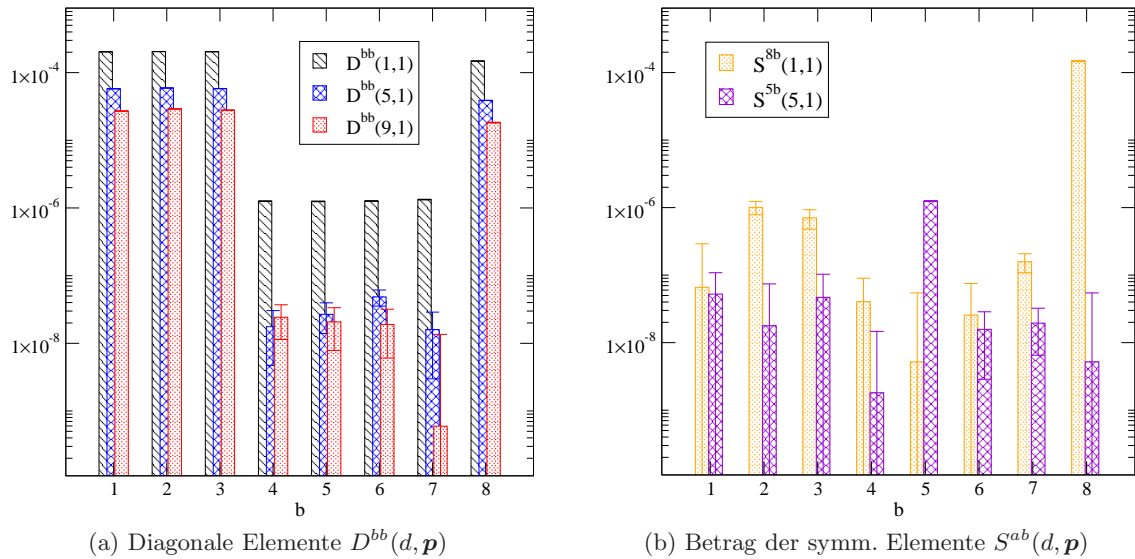 1×10⁻⁴
1×10⁻⁶
1×10⁻⁸
D^bb(1,1)
D^bb(5,1)
D^bb(9,1)
1 2 3 4 5 6 7 8
b
(a) Diagonale Elemente D^bb(d, p)
1×10⁻⁴
1×10⁻⁶
1×10⁻⁸
S^8b(1,1)
S^5b(5,1)
1 2 3 4 5 6 7 8
b
(b) Betrag der symm. Elemente S^ab(d, p)